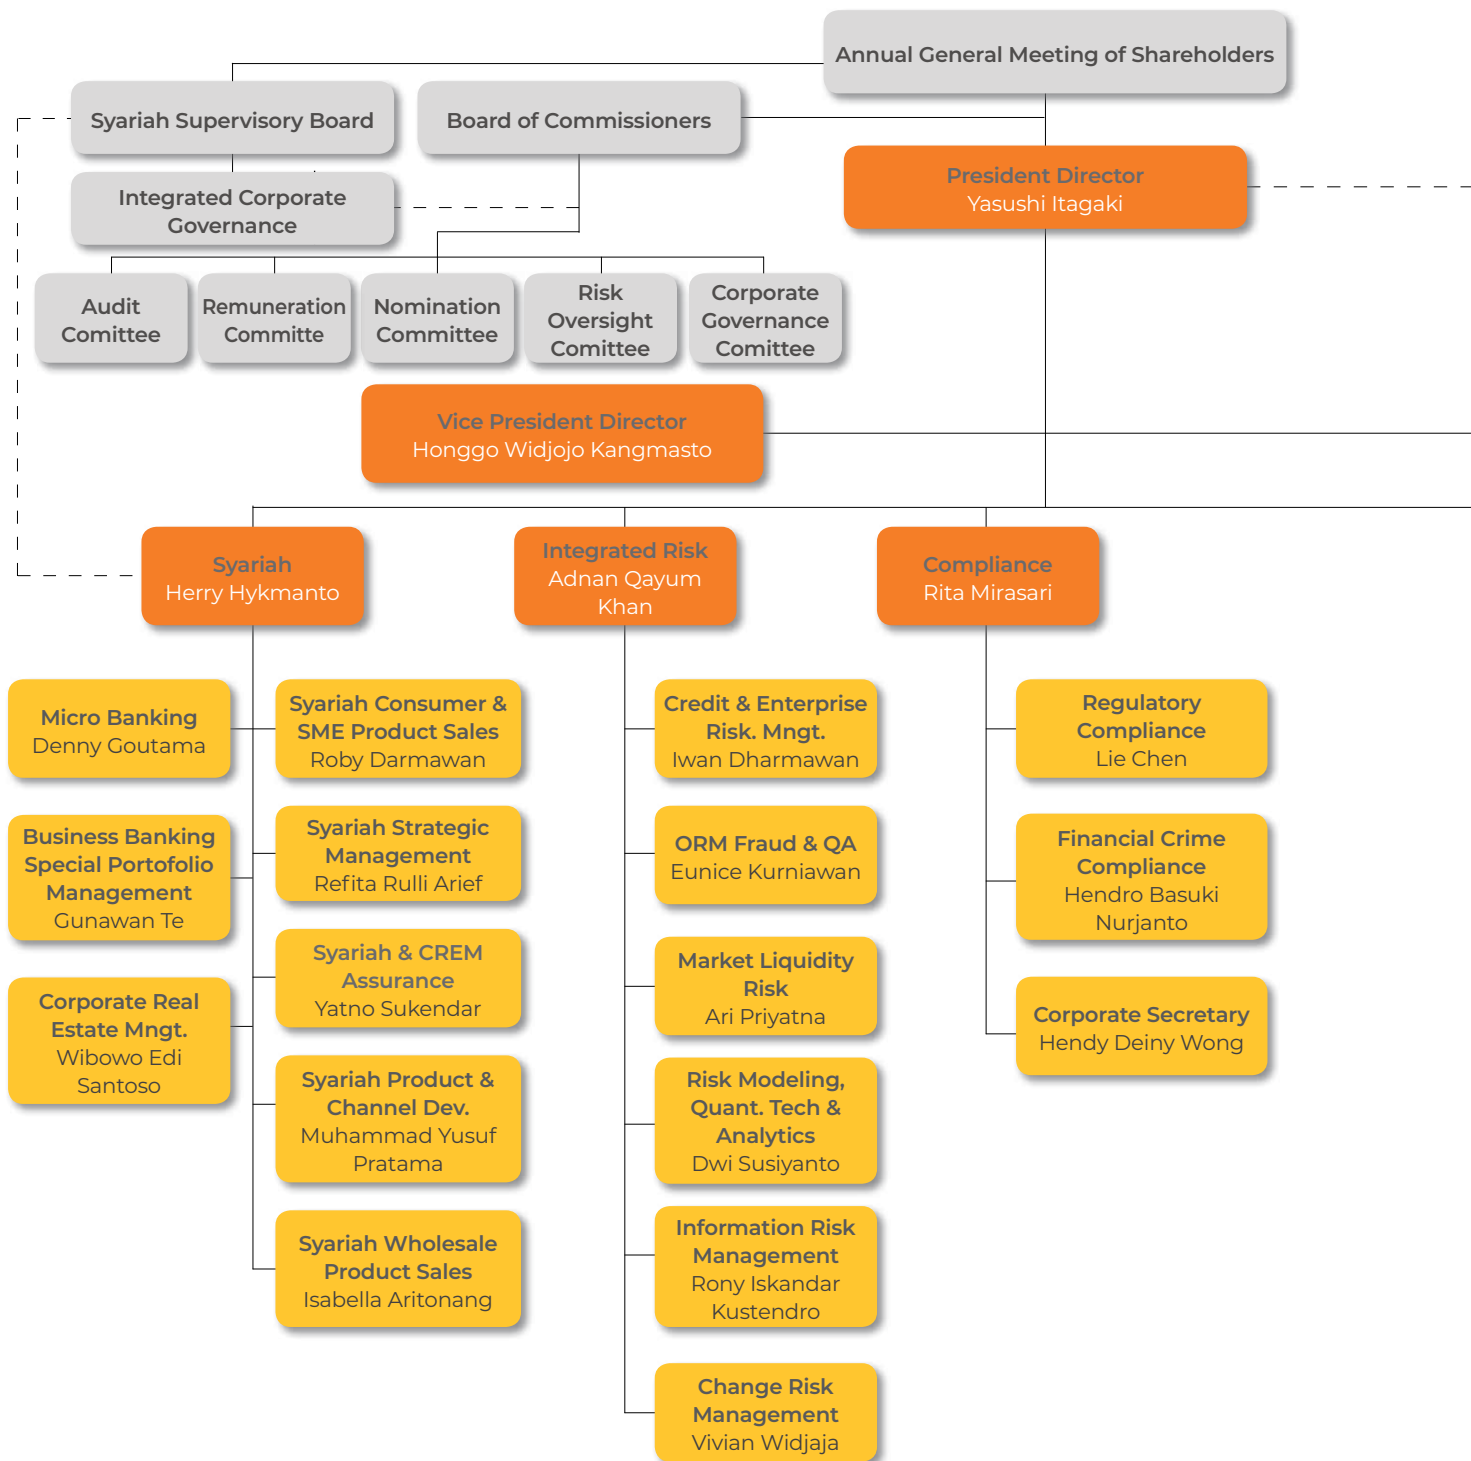 Annual General Meeting of Shareholders
Syariah Supervisory Board
Board of Commissioners
President Director
Yasushi Itagaki
Integrated Corporate
Governance
Audit
Comittee
Remuneration
Committe
Nomination
Committee
Risk
Oversight
Comittee
Corporate
Governance
Comittee
Vice President Director
Honggo Widjojo Kangmasto
Syariah
Herry Hykmanto
Integrated Risk
Adnan Qayum
Khan
Compliance
Rita Mirasari
Micro Banking
Denny Goutama
Business Banking
Special Portofolio
Management
Gunawan Te
Corporate Real
Estate Mngt.
Wibowo Edi
Santoso
Syariah Consumer &
SME Product Sales
Roby Darmawan
Syariah Strategic
Management
Refita Rulli Arief
Syariah & CREM
Assurance
Yatno Sukendar
Syariah Product &
Channel Dev.
Muhammad Yusuf
Pratama
Syariah Wholesale
Product Sales
Isabella Aritonang
Credit & Enterprise
Risk. Mngt.
Iwan Dharmawan
ORM Fraud & QA
Eunice Kurniawan
Market Liquidity
Risk
Ari Priyatna
Risk Modeling,
Quant. Tech &
Analytics
Dwi Susiyanto
Information Risk
Management
Rony Iskandar
Kustendro
Change Risk
Management
Vivian Widjaja
Regulatory
Compliance
Lie Chen
Financial Crime
Compliance
Hendro Basuki
Nurjanto
Corporate Secretary
Hendy Deiny Wong